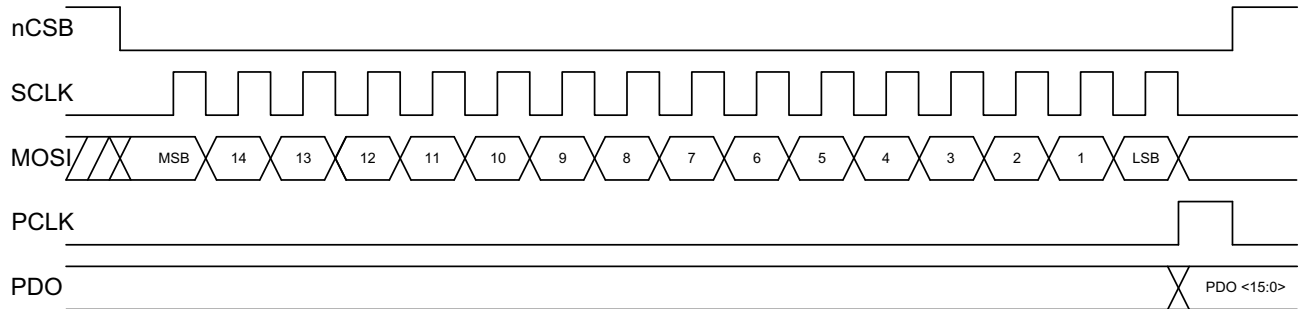 nCSB
SCLK
MOSI MSB 14 13 12 11 10 9 8 7 6 5 4 3 2 1 LSB
PCLK
PDO PDO <15:0>